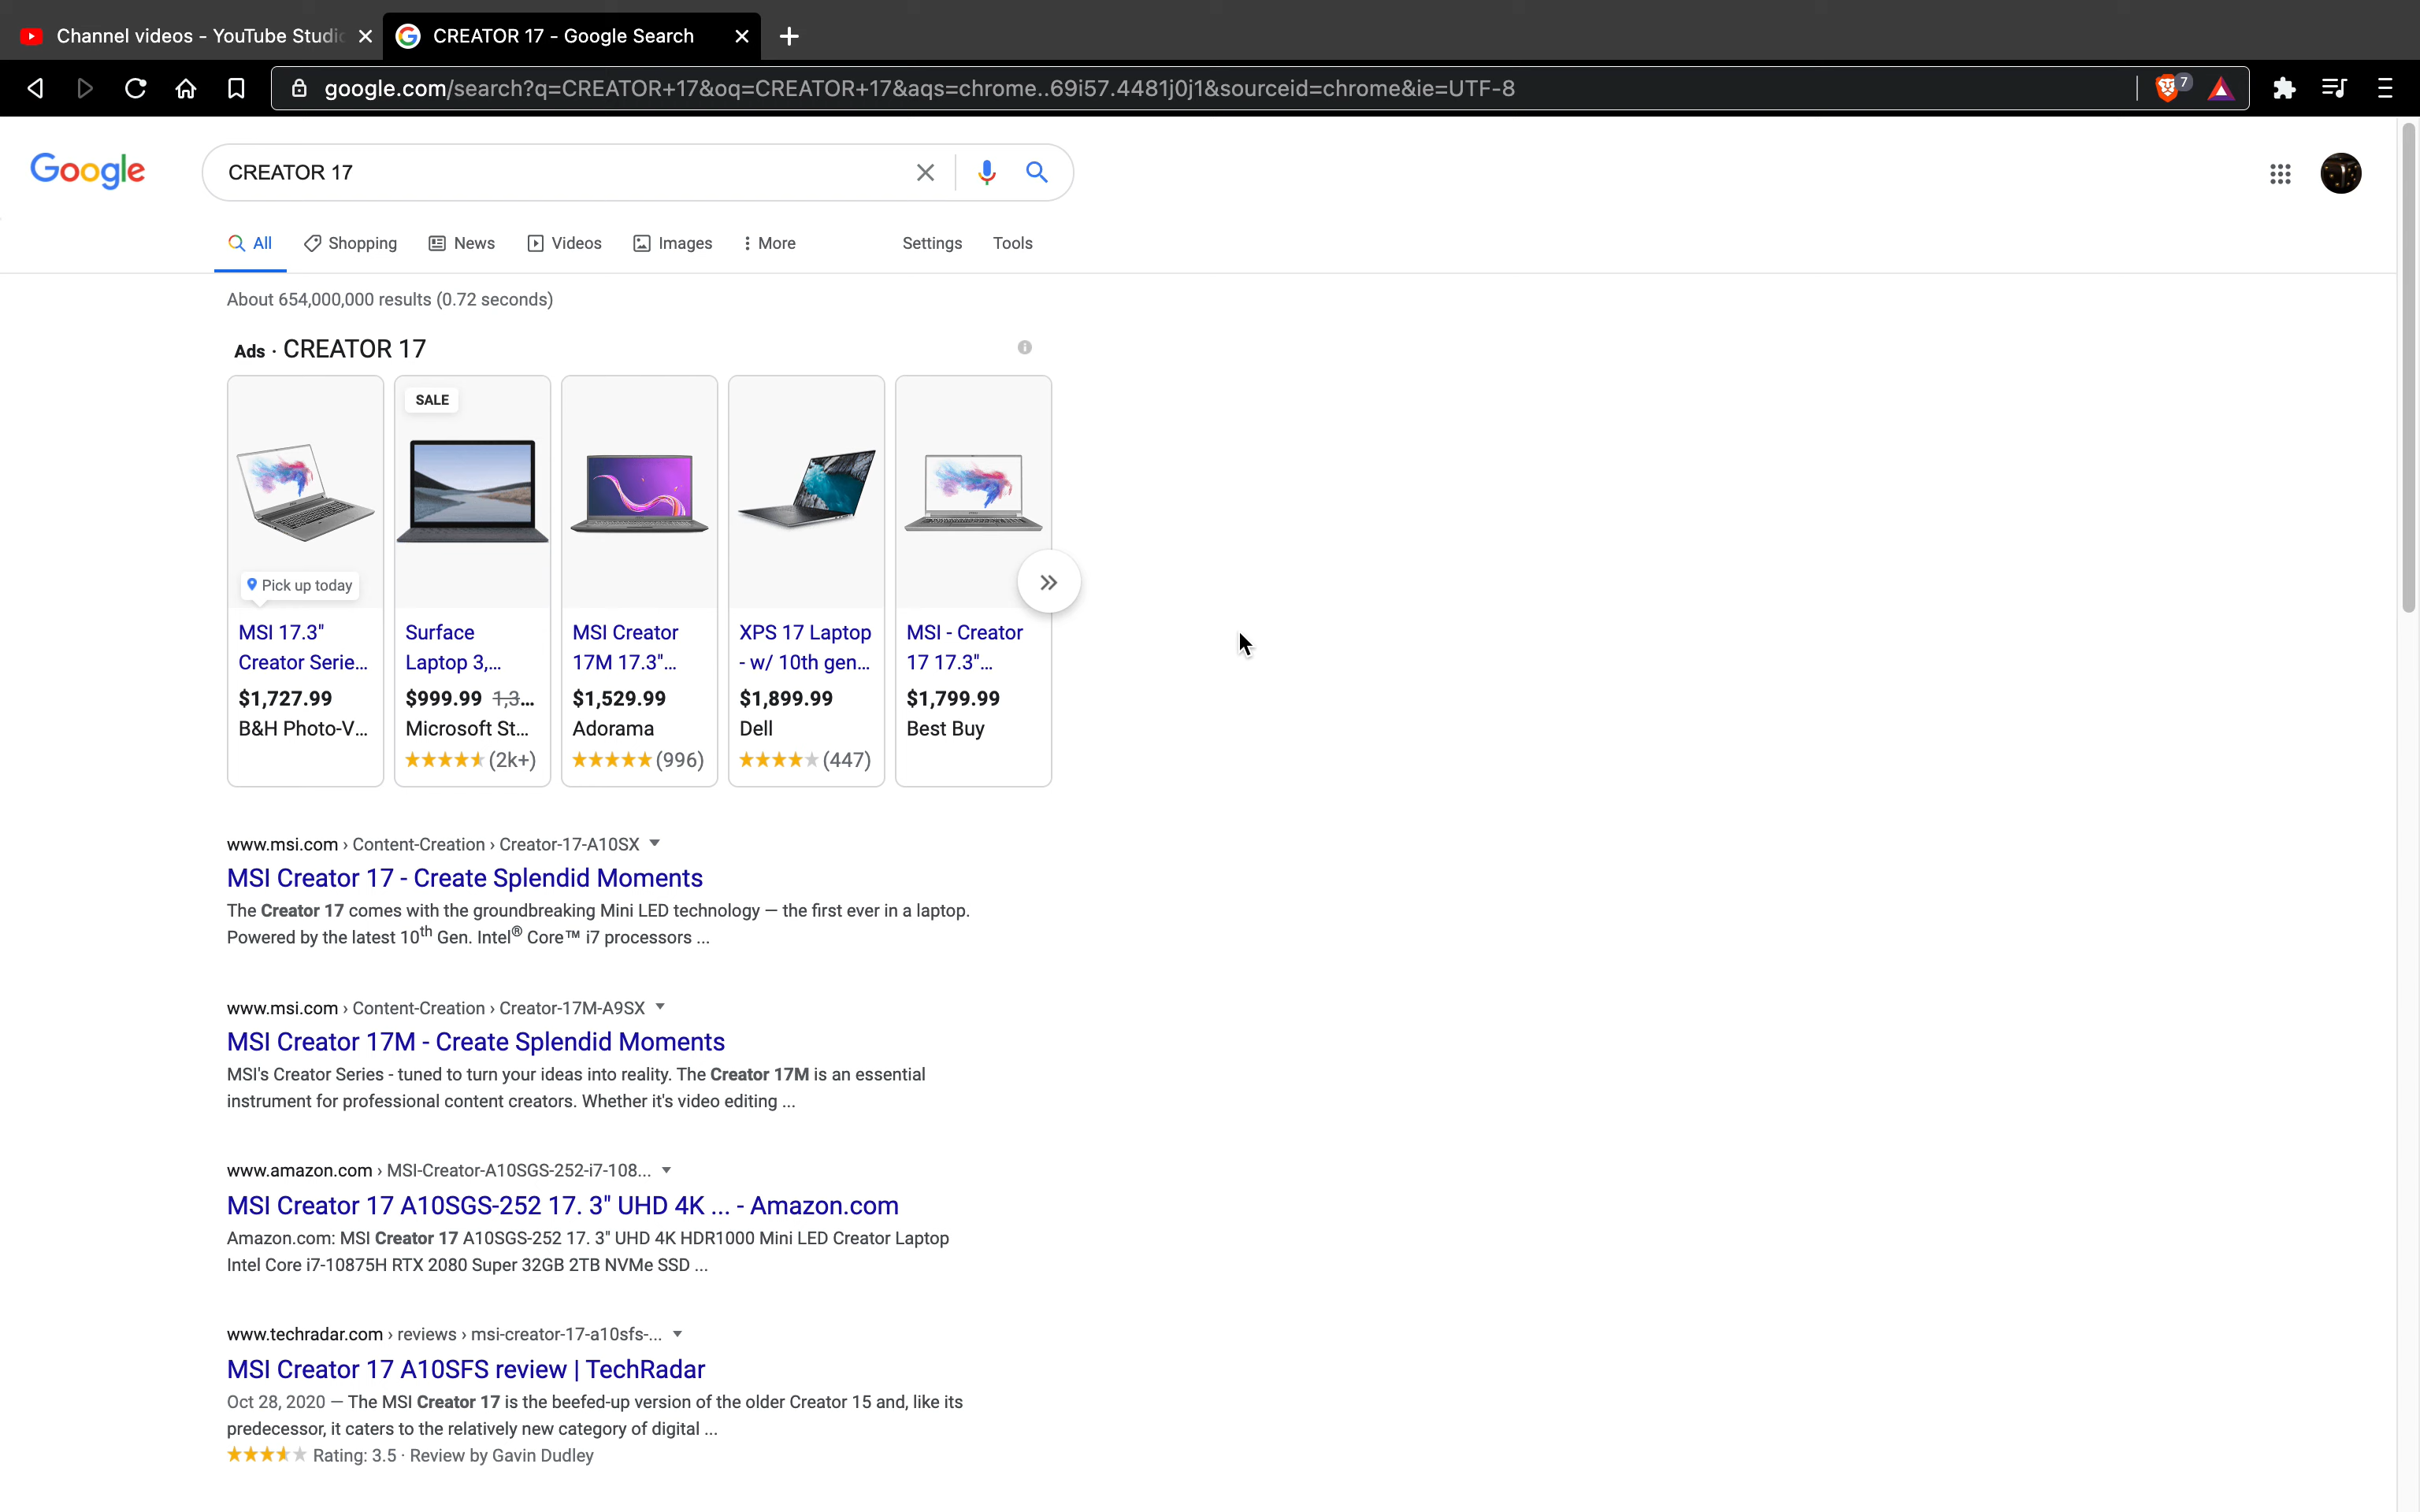 Channel videos - YouTube Studio
CREATOR 17 - Google Search
google.com/search?q=CREATOR+17&oq=CREATOR+17&aqs=chrome..69i57.4481j0j1&sourceid=chrome&ie=UTF-8
7
Google
CREATOR 17
All
Shopping
News
Videos
Images
More
Settings
Tools
About 654,000,000 results (0.72 seconds)
Ads · CREATOR 17
Pick up today
MSI 17.3"
Creator Serie...
$1,727.99
B&H Photo-V...
SALE
Surface
Laptop 3,...
$999.99 1,3...
Microsoft St...
(2k+)
MSI Creator
17M 17.3"...
$1,529.99
Adorama
(996)
XPS 17 Laptop
- w/ 10th gen...
$1,899.99
Dell
(447)
MSI - Creator
17 17.3"...
$1,799.99
Best Buy
www.msi.com › Content-Creation › Creator-17-A10SX
MSI Creator 17 - Create Splendid Moments
The Creator 17 comes with the groundbreaking Mini LED technology — the first ever in a laptop.
Powered by the latest 10th Gen. Intel® Core™ i7 processors ...
www.msi.com › Content-Creation › Creator-17M-A9SX
MSI Creator 17M - Create Splendid Moments
MSI's Creator Series - tuned to turn your ideas into reality. The Creator 17M is an essential
instrument for professional content creators. Whether it's video editing ...
www.amazon.com › MSI-Creator-A10SGS-252-i7-108...
MSI Creator 17 A10SGS-252 17. 3" UHD 4K ... - Amazon.com
Amazon.com: MSI Creator 17 A10SGS-252 17. 3" UHD 4K HDR1000 Mini LED Creator Laptop
Intel Core i7-10875H RTX 2080 Super 32GB 2TB NVMe SSD ...
www.techradar.com › reviews › msi-creator-17-a10sfs-...
MSI Creator 17 A10SFS review | TechRadar
Oct 28, 2020 — The MSI Creator 17 is the beefed-up version of the older Creator 15 and, like its
predecessor, it caters to the relatively new category of digital ...
Rating: 3.5 · Review by Gavin Dudley